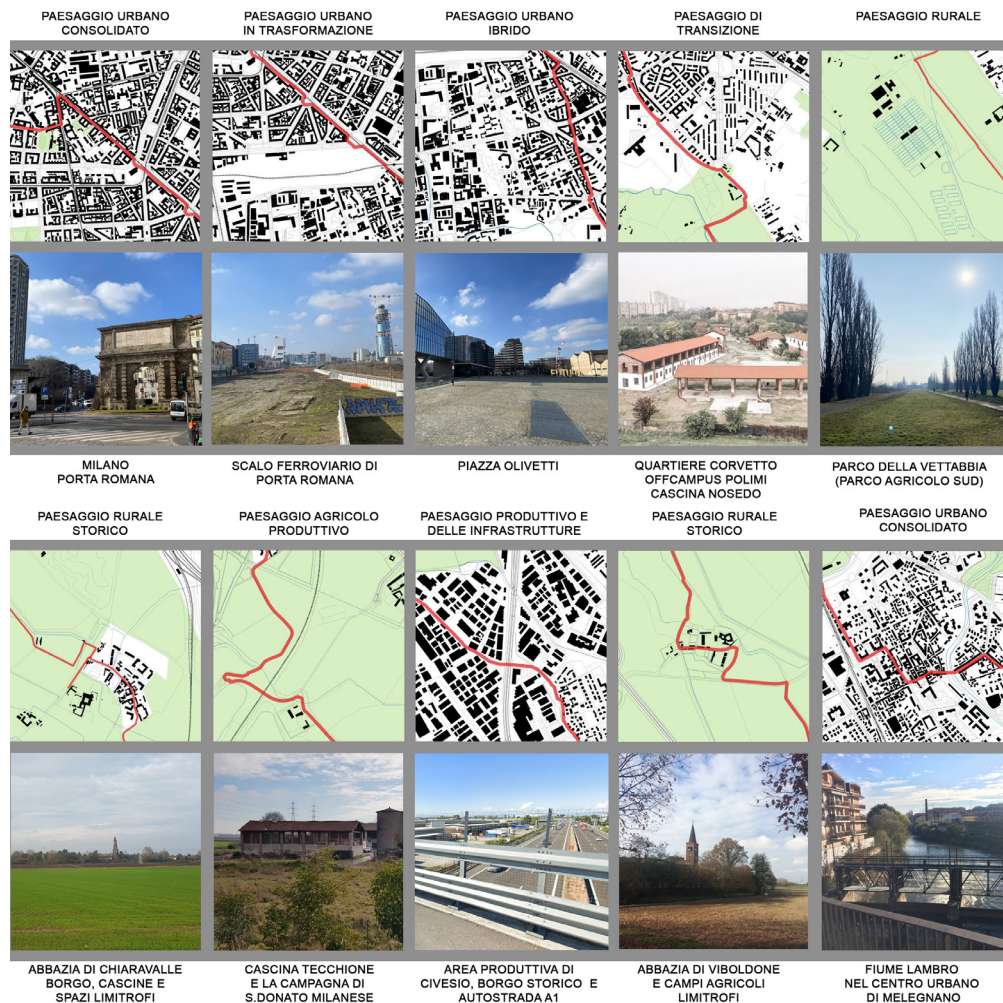 PAESAGGIO URBANO
CONSOLIDATO
PAESAGGIO URBANO
IN TRASFORMAZIONE
PAESAGGIO URBANO
IBRIDO
PAESAGGIO DI
TRANSIZIONE
PAESAGGIO RURALE
MILANO
PORTA ROMANA
SCALO FERROVIARIO DI
PORTA ROMANA
PIAZZA OLIVETTI
QUARTIERE CORVETTO
OFFCAMPUS POLIMI
CASCINA NOSEDO
PARCO DELLA VETTABBIA
(PARCO AGRICOLO SUD)
PAESAGGIO RURALE
STORICO
PAESAGGIO AGRICOLO
PRODUTTIVO
PAESAGGIO PRODUTTIVO E
DELLE INFRASTRUTTURE
PAESAGGIO RURALE
STORICO
PAESAGGIO URBANO
CONSOLIDATO
ABBAZIA DI CHIARAVALLE
BORGO, CASCINE E
SPAZI LIMITROFI
CASCINA TECCHIONE
E LA CAMPAGNA DI
S.DONATO MILANESE
AREA PRODUTTIVA DI
CIVESIO, BORGO STORICO E
AUTOSTRADA A1
ABBAZIA DI VIBOLDONE
E CAMPI AGRICOLI
LIMITROFI
FIUME LAMBRO
NEL CENTRO URBANO
DI MELEGNANO